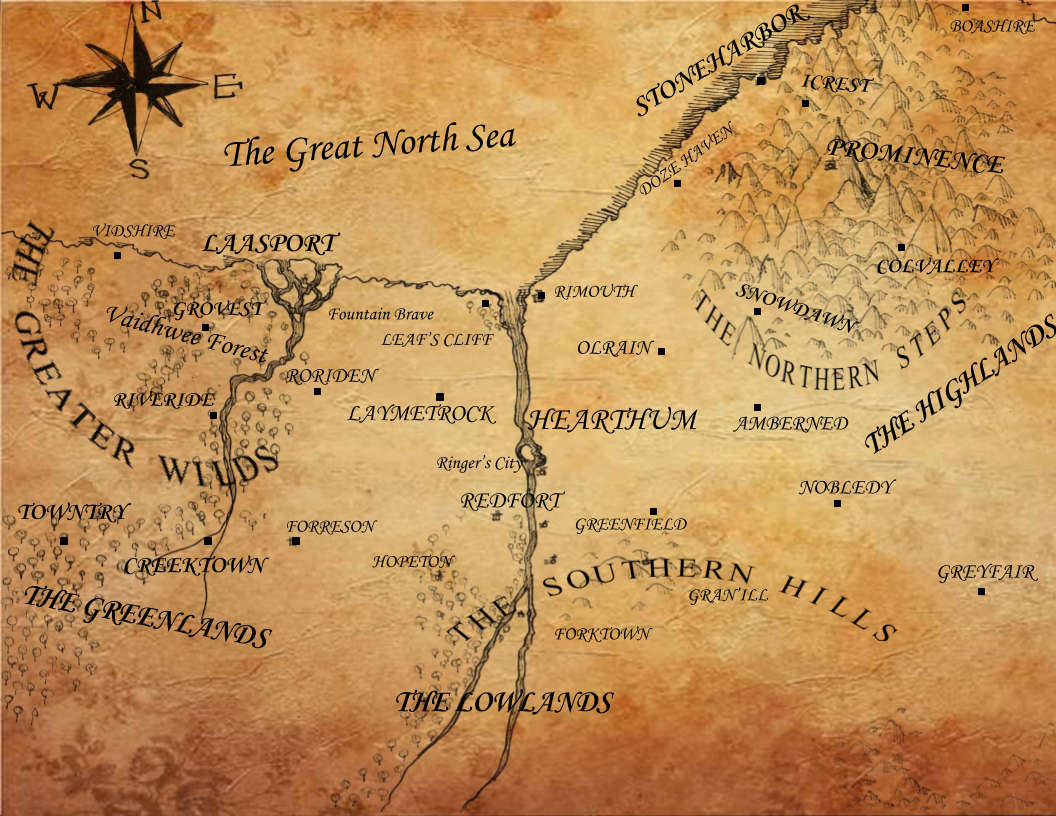 N
BOASHIRE
STONEHARBOR
W
E
ICREST
The Great North Sea
DOZE HAVEN
PROMINENCE
S
VIDSHIRE
LAASPORT
COLVALLEY
THE GREATER WILDS
GROVEST
Vaidhwee Forest
Fountain Brave
RIMOUTH
SNOWDAWN
THE NORTHERN STEPS
LEAF'S CLIFF
OLRAIN
THE HIGHLANDS
RORIDEN
RIVERIDE
LAYMETROCK
HEARTHUM
AMBERNED
Ringer's City
NOBLEDY
REDFORT
TOWNTRY
FORRESON
GREENFIELD
CREEKTOWN
HOPETON
THE SOUTHERN HILLS
GREYFAIR
GRAN'ILL
THE GREENLANDS
FORKTOWN
THE LOWLANDS